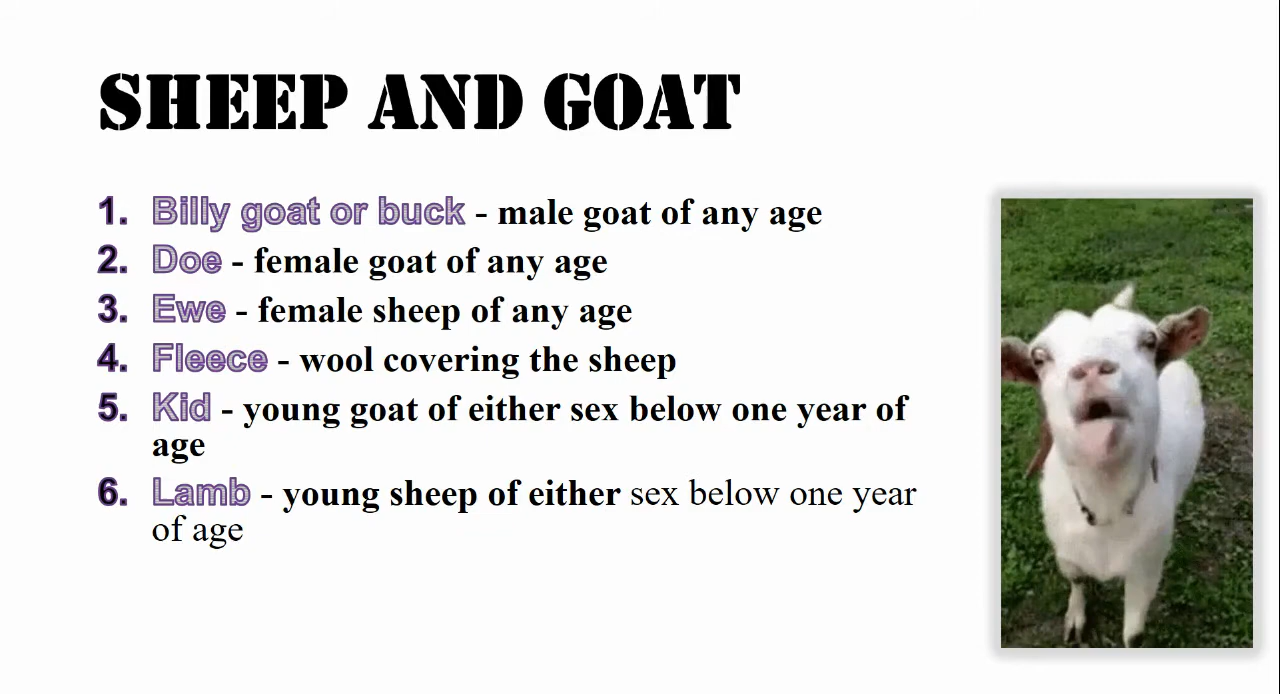 SHEEP AND GOAT
1. Billy goat or buck - male goat of any age
2. Doe - female goat of any age
3. Ewe - female sheep of any age
4. Fleece - wool covering the sheep
5. Kid - young goat of either sex below one year of
age
6. Lamb - young sheep of either sex below one year
of age